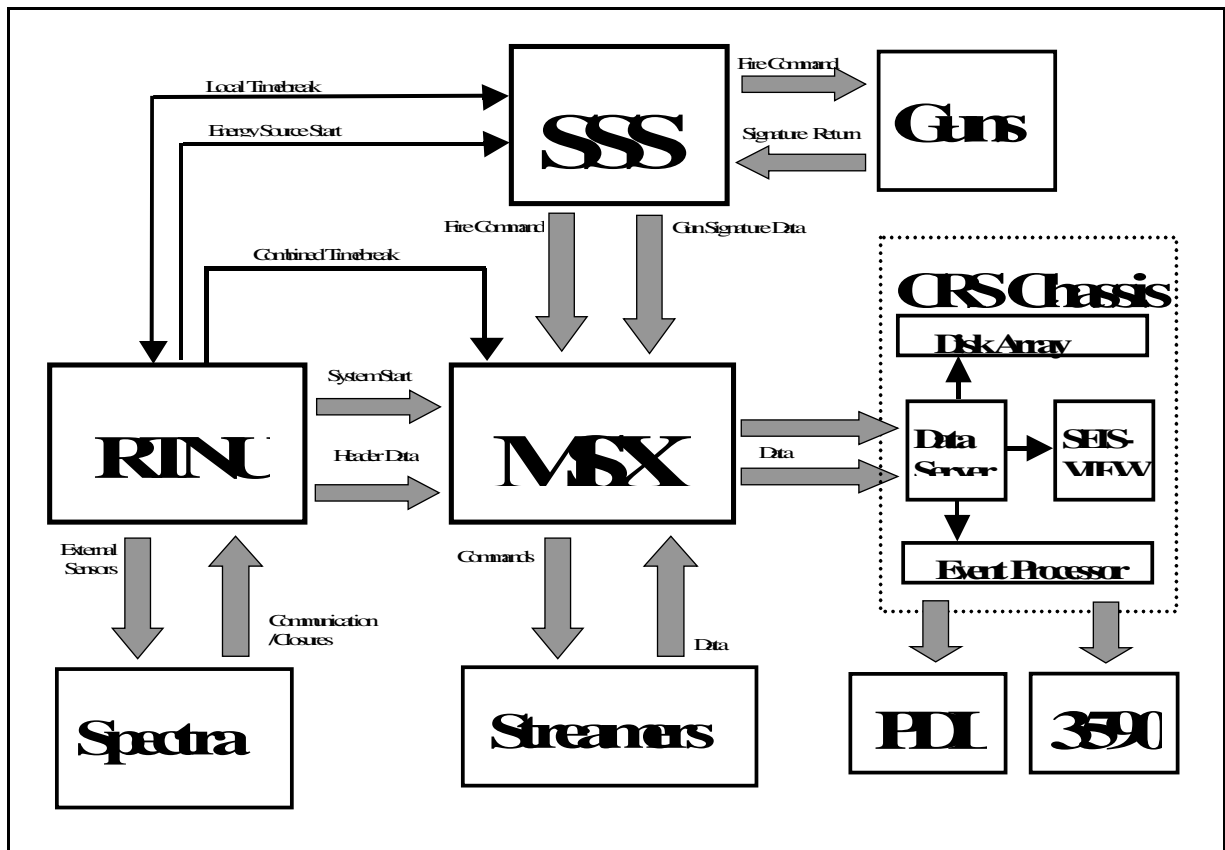 Fire Command
Local Timebreak
Energy Source Start
SSS
Guns
Signature Return
Fire Command
Gun Signature Data
Combined Timebreak
CRS Chassis
Disk Array
System Start
RTNU
Header Data
MSX
Data
Data
Server
SEIS-
VIEW
External
Sensors
Commands
Event Processor
Communication
/Closures
Data
Spectra
Streamers
PDL
3590